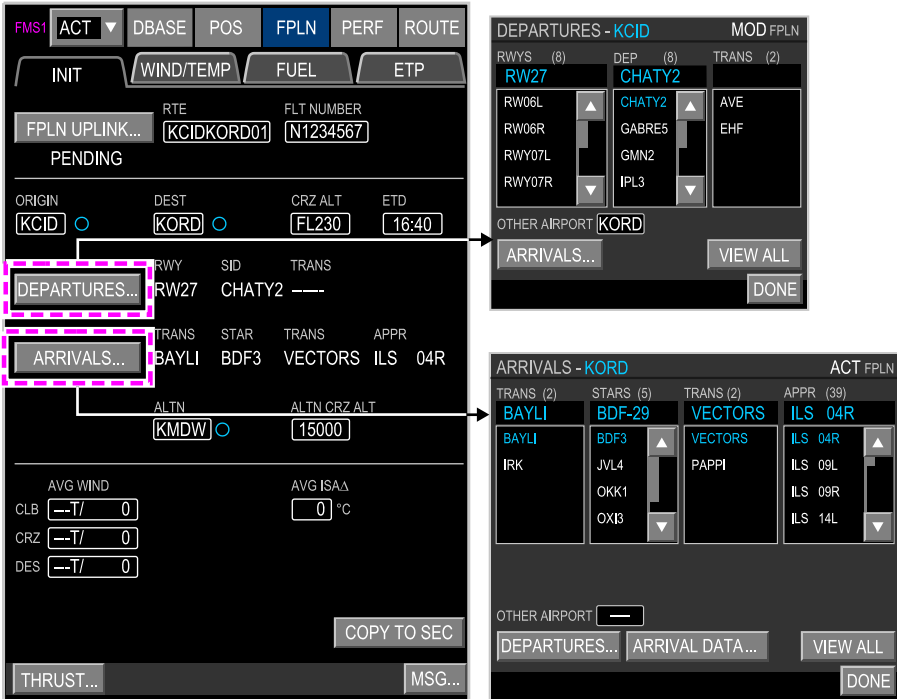 FMS1 ACT DBASE POS FPLN PERF ROUTE
INIT WIND/TEMP FUEL ETP
RTE FLT NUMBER
FPLN UPLINK... KCIDKORD01 N1234567
PENDING
ORIGIN DEST CRZ ALT ETD
KCID KORD FL230 16:40
RWY SID TRANS
DEPARTURES... RW27 CHATY2 -----
TRANS STAR TRANS APPR
ARRIVALS... BAYLI BDF3 VECTORS ILS 04R
ALTN ALTN CRZ ALT
KMDW 15000
AVG WIND AVG ISA∆
CLB ---T/ 0 0 °C
CRZ ---T/ 0
DES ---T/ 0
COPY TO SEC
THRUST... MSG...
DEPARTURES - KCID MOD FPLN
RWYS (8) DEP (8) TRANS (2)
RW27 CHATY2
RW06L CHATY2 AVE
RW06R GABRE5 EHF
RWY07L GMN2
RWY07R IPL3
OTHER AIRPORT KORD
ARRIVALS... VIEW ALL
DONE
ARRIVALS - KORD ACT FPLN
TRANS (2) STARS (5) TRANS (2) APPR (39)
BAYLI BDF-29 VECTORS ILS 04R
BAYLI BDF3 VECTORS ILS 04R
IRK JVL4 PAPPI ILS 09L
OKK1 ILS 09R
OXI3 ILS 14L
OTHER AIRPORT ----
DEPARTURES... ARRIVAL DATA... VIEW ALL
DONE